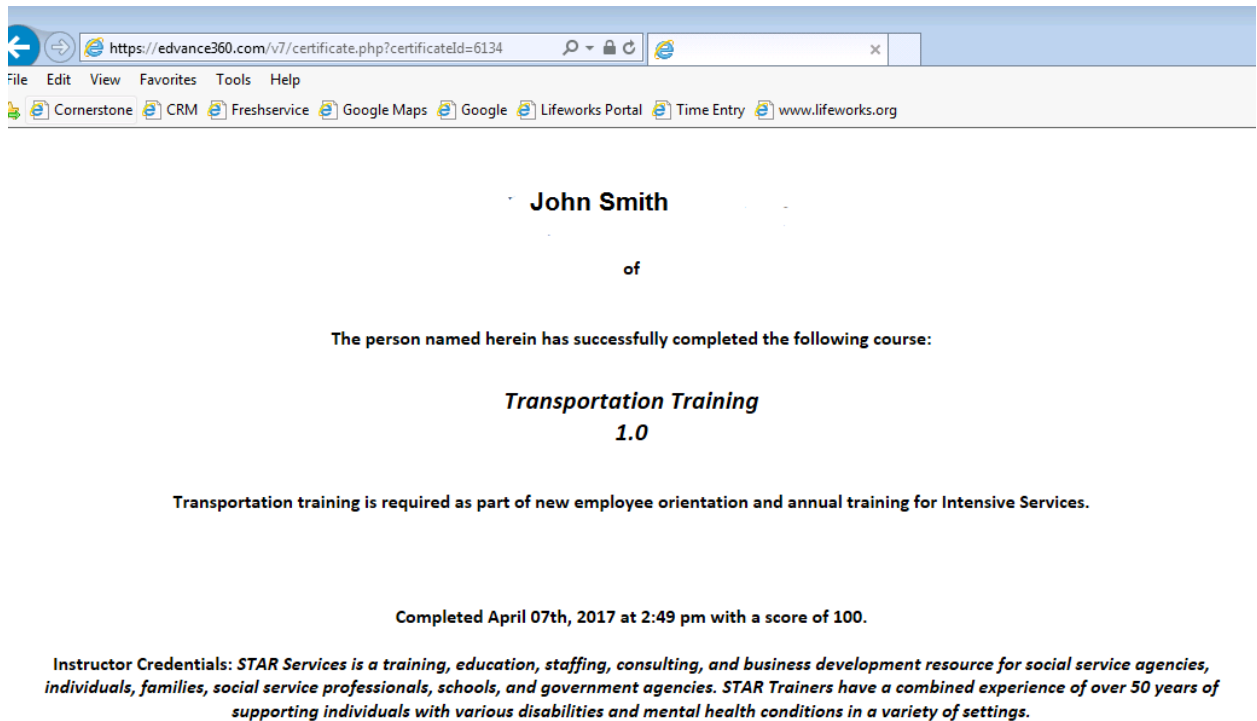 https://edvance360.com/v7/certificate.php?certificateId=6134
File Edit View Favorites Tools Help
Cornerstone CRM Freshservice Google Maps Google Lifeworks Portal Time Entry www.lifeworks.org
John Smith
of
The person named herein has successfully completed the following course:
Transportation Training
1.0
Transportation training is required as part of new employee orientation and annual training for Intensive Services.
Completed April 07th, 2017 at 2:49 pm with a score of 100.
Instructor Credentials: STAR Services is a training, education, staffing, consulting, and business development resource for social service agencies,
individuals, families, social service professionals, schools, and government agencies. STAR Trainers have a combined experience of over 50 years of
supporting individuals with various disabilities and mental health conditions in a variety of settings.